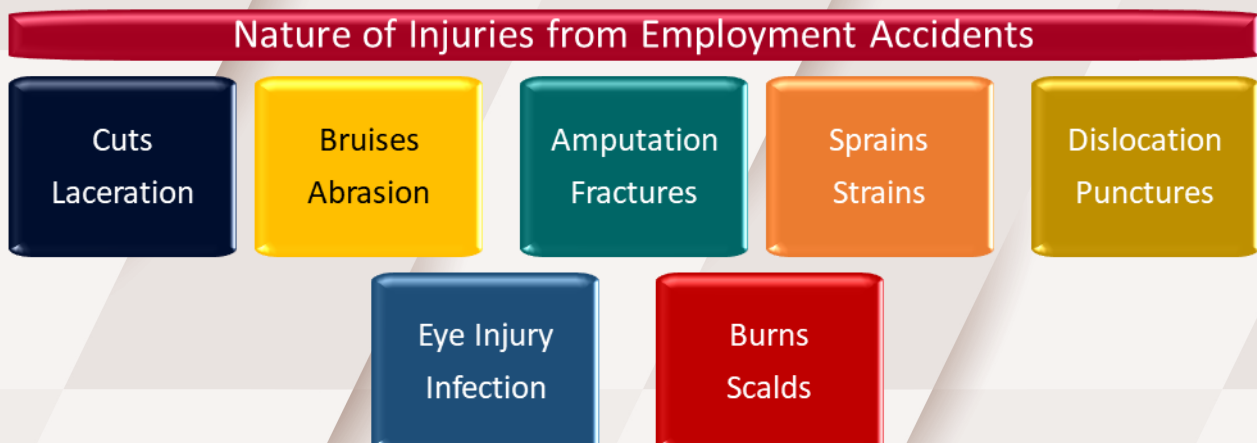 Nature of Injuries from Employment Accidents
Cuts
Laceration
Bruises
Abrasion
Amputation
Fractures
Sprains
Strains
Dislocation
Punctures
Eye Injury
Infection
Burns
Scalds